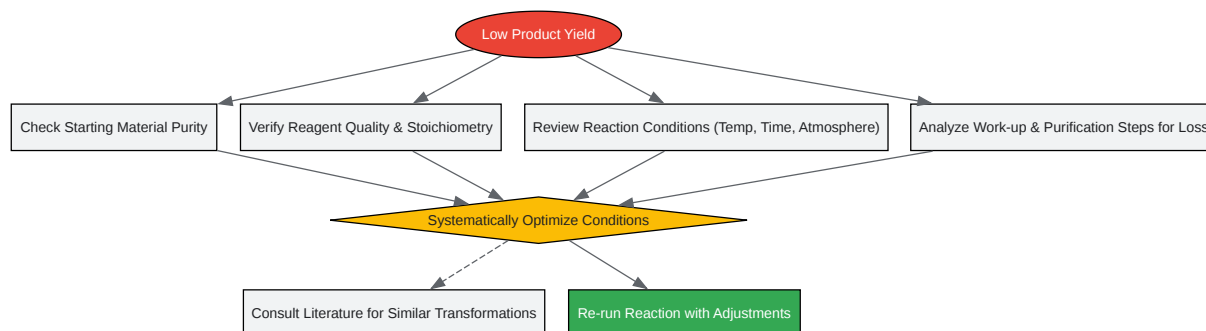 Low Product Yield
Check Starting Material Purity
Verify Reagent Quality & Stoichiometry
Review Reaction Conditions (Temp, Time, Atmosphere)
Analyze Work-up & Purification Steps for Loss
Systematically Optimize Conditions
Consult Literature for Similar Transformations
Re-run Reaction with Adjustments